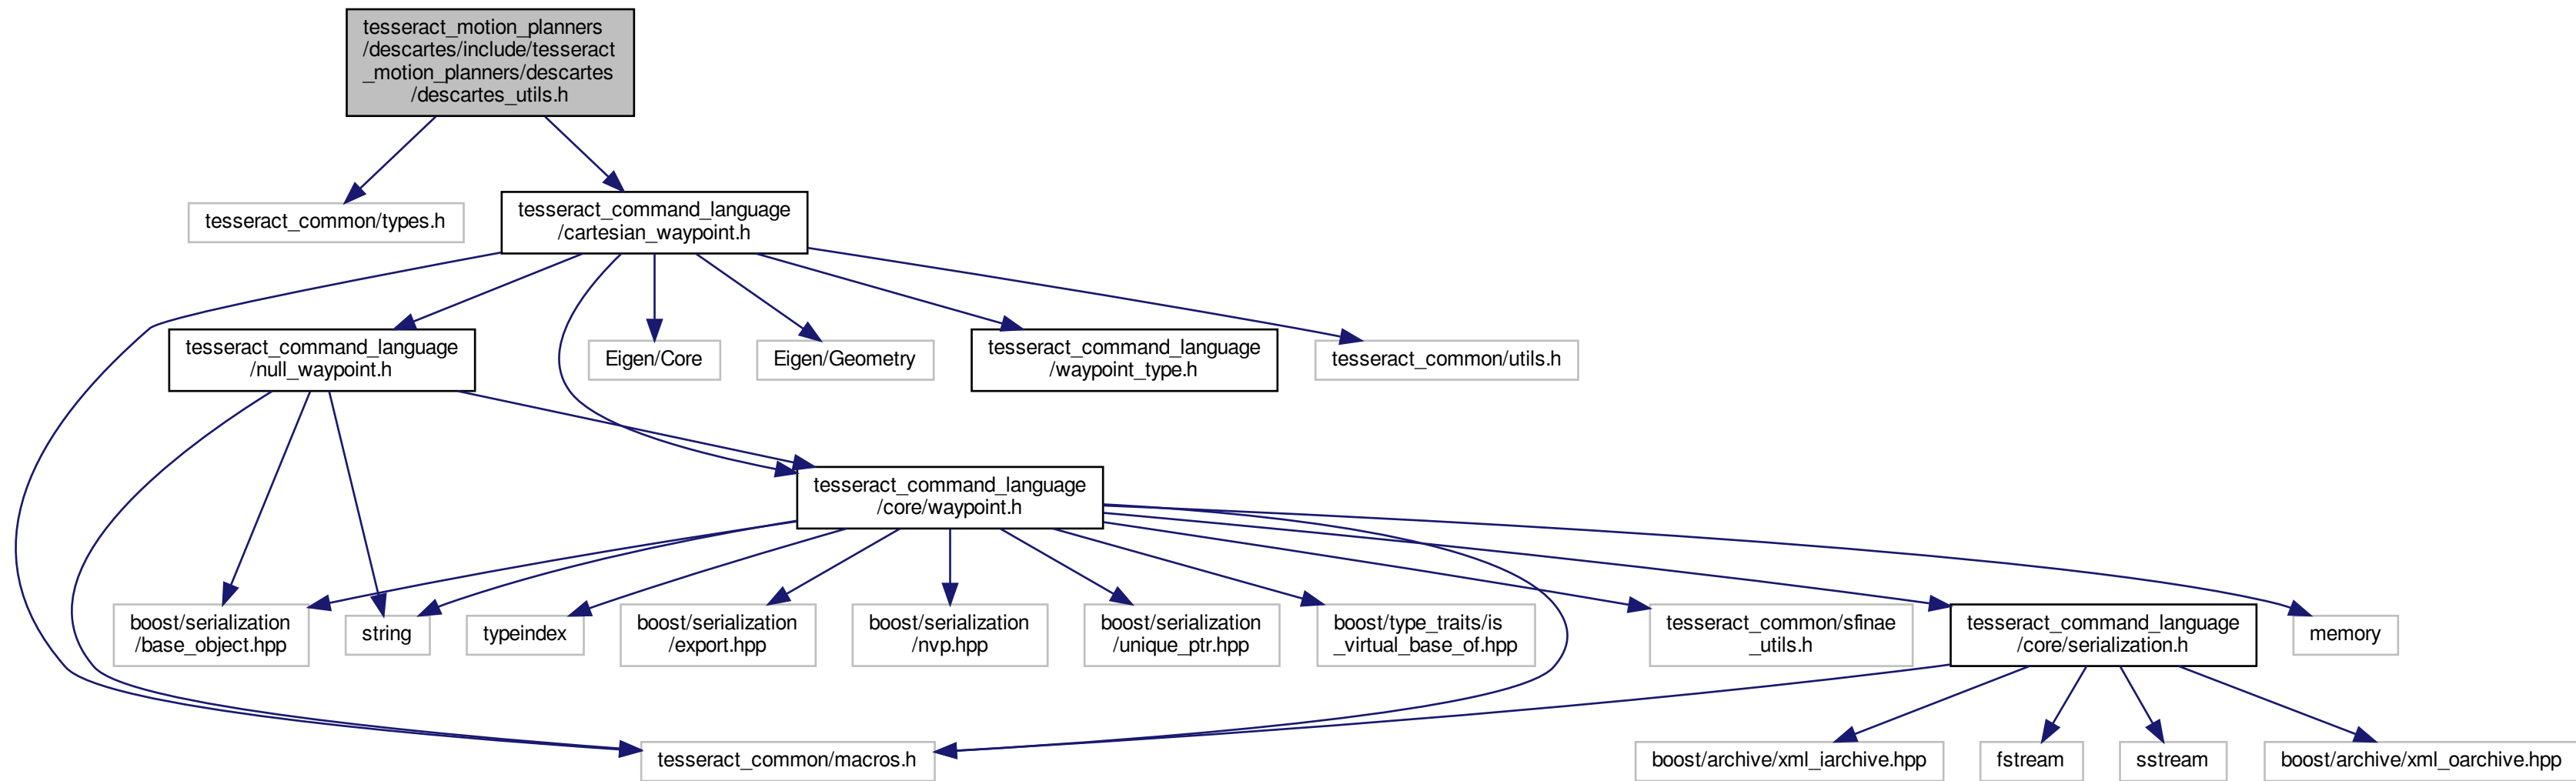 tesseract_motion_planners
/descartes/include/tesseract
_motion_planners/descartes
/descartes_utils.h
tesseract_common/types.h
tesseract_command_language
/cartesian_waypoint.h
tesseract_command_language
/null_waypoint.h
Eigen/Core
Eigen/Geometry
tesseract_command_language
/waypoint_type.h
tesseract_common/utils.h
tesseract_command_language
/core/waypoint.h
boost/serialization
/base_object.hpp
string
typeindex
boost/serialization
/export.hpp
boost/serialization
/nvp.hpp
boost/serialization
/unique_ptr.hpp
boost/type_traits/is
_virtual_base_of.hpp
tesseract_common/sfinae
_utils.h
tesseract_command_language
/core/serialization.h
memory
tesseract_common/macros.h
boost/archive/xml_iarchive.hpp
fstream
sstream
boost/archive/xml_oarchive.hpp